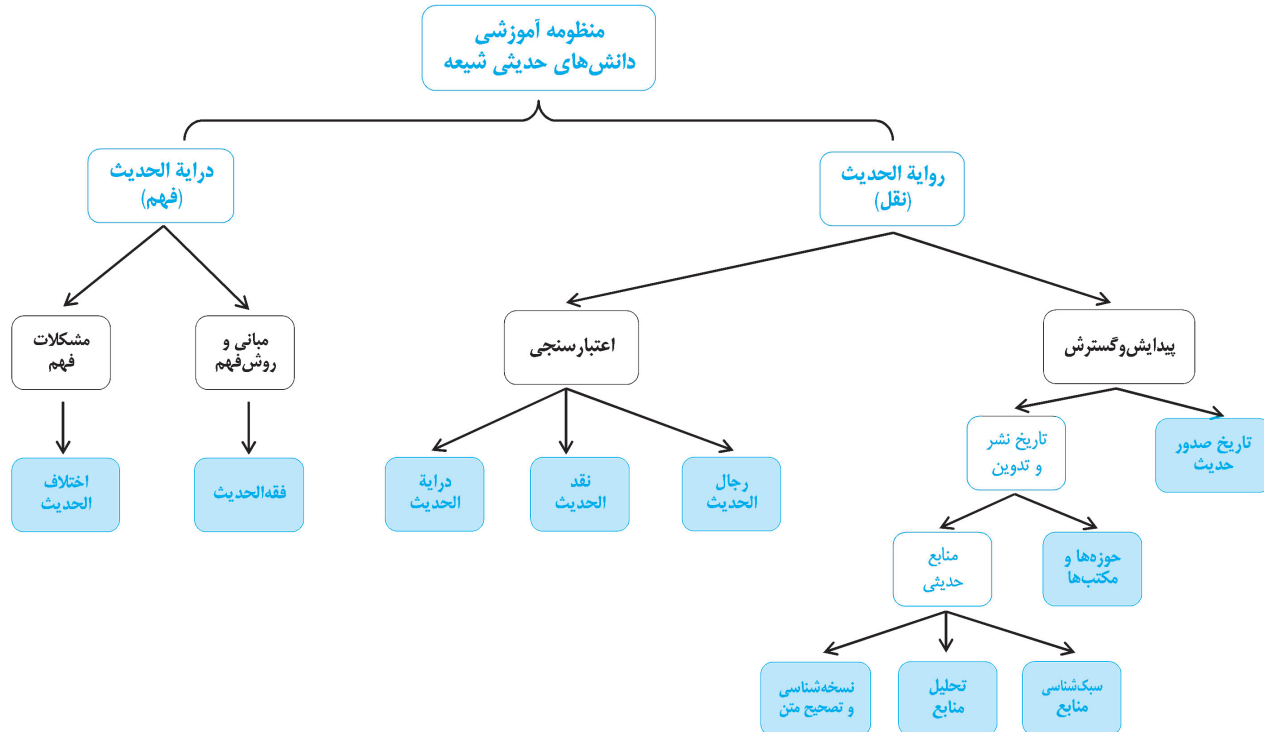 منظومه آموزشی
دانش‌های حدیثی شیعه
روایة الحدیث
(نقل)
درایة الحدیث
(فهم)
پیدایش‌وگسترش
اعتبارسنجی
مبانی و
روش‌فهم
مشکلات
فهم
تاریخ صدور
حدیث
تاریخ نشر
و تدوین
رجال
الحدیث
نقد
الحدیث
درایة
الحدیث
فقه‌الحدیث
اختلاف
الحدیث
حوزه‌ها و
مکتب‌ها
منابع
حدیثی
سبک‌شناسی
منابع
تحلیل
منابع
نسخه‌شناسی
و تصحیح متن